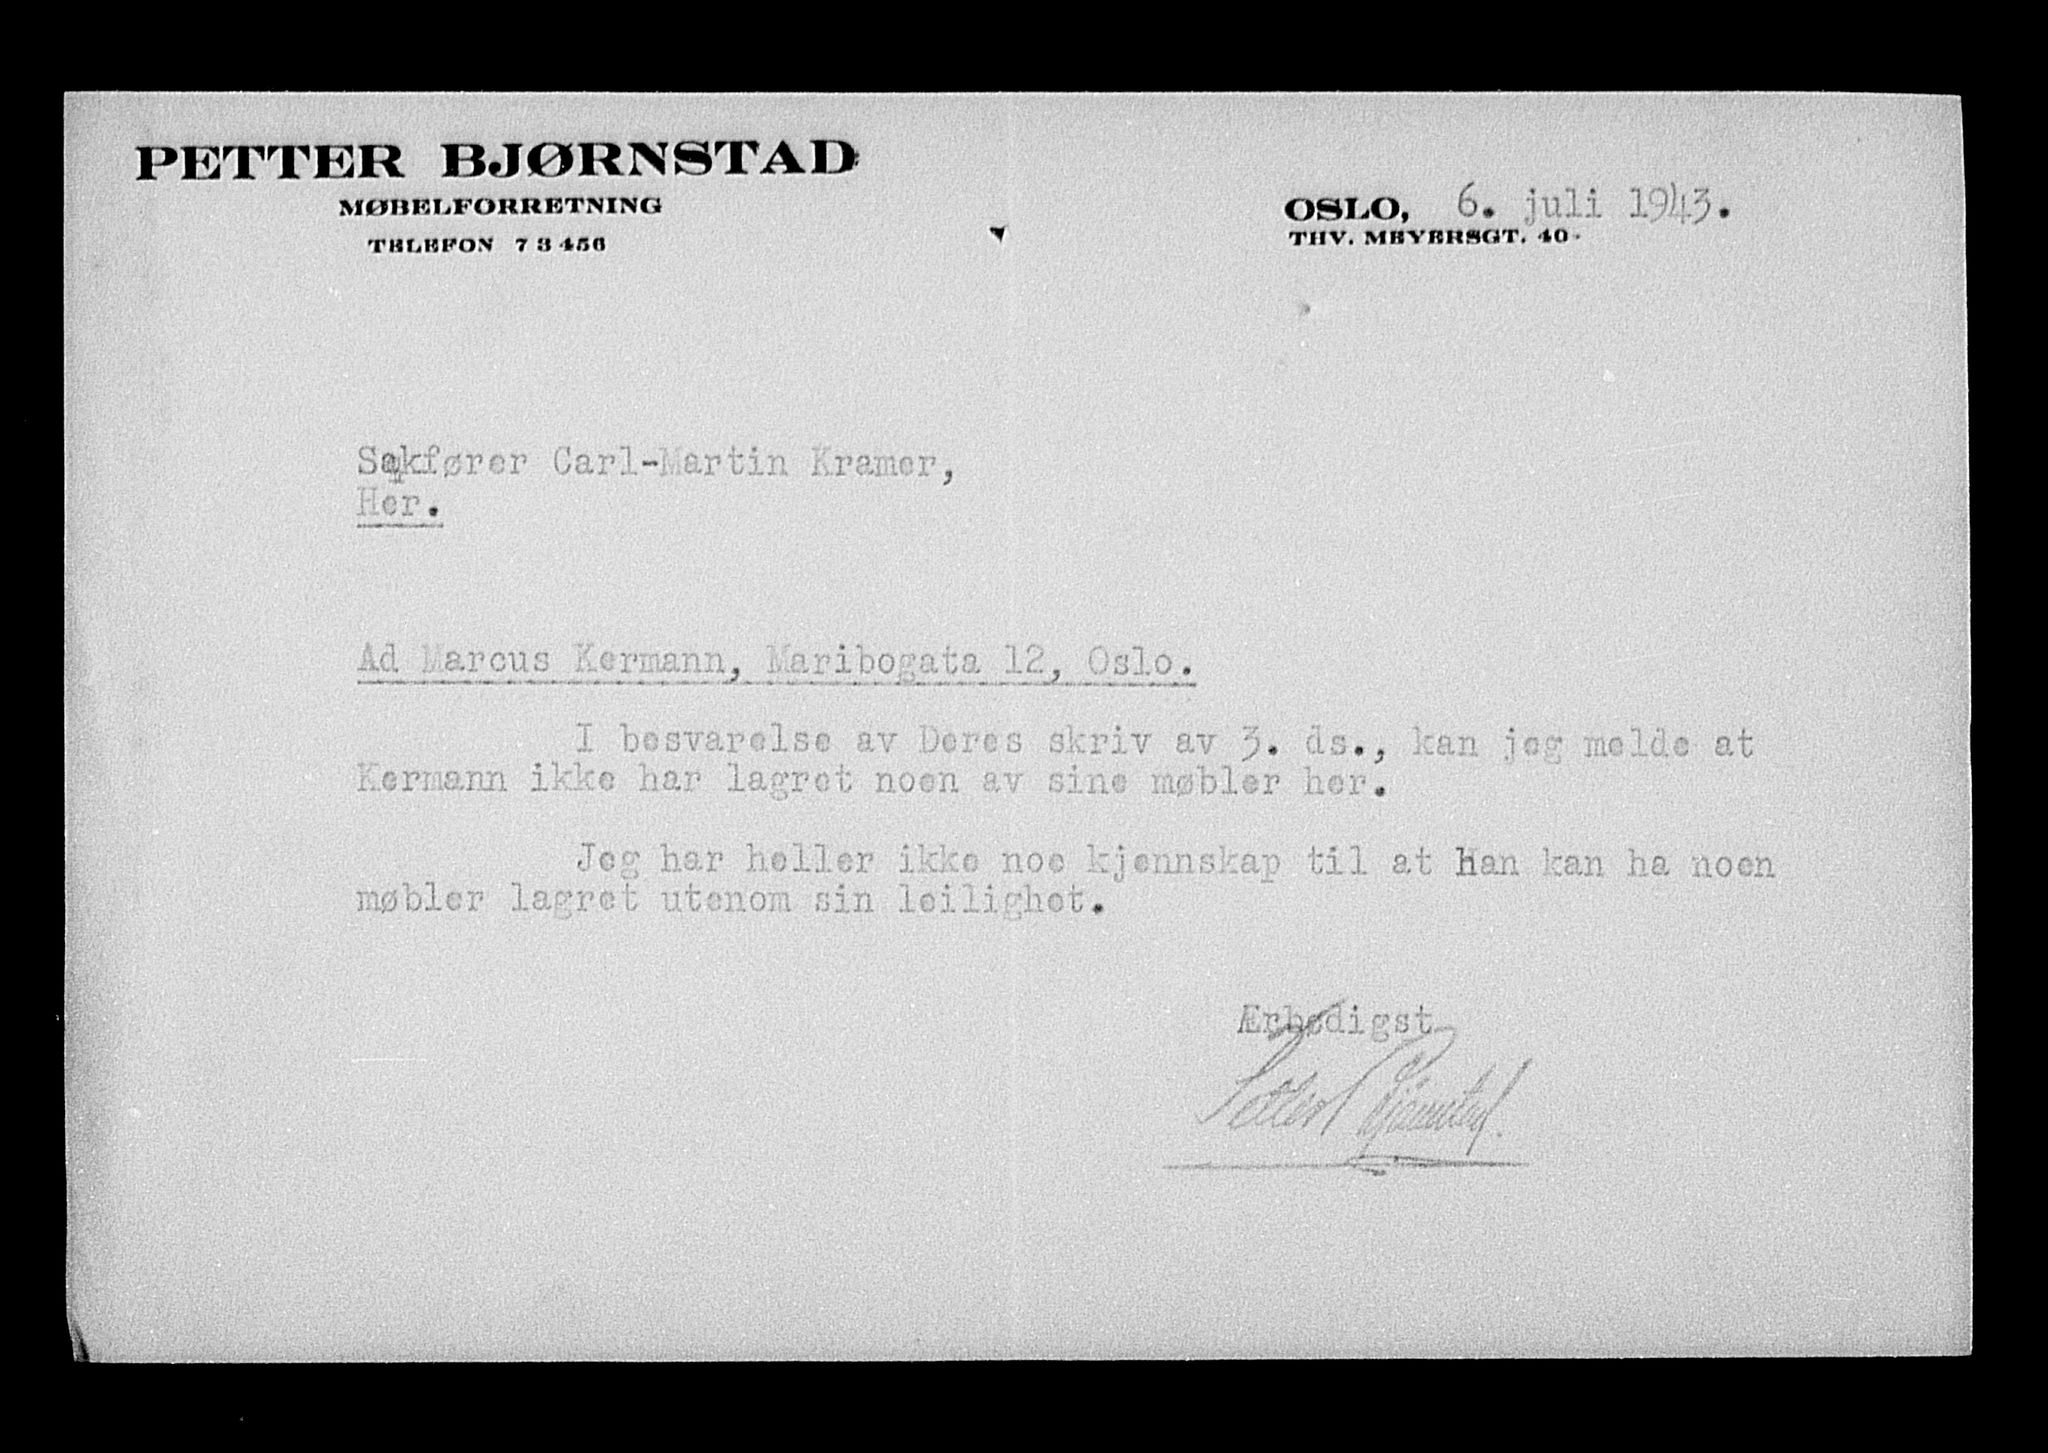 PETTER BJØRNSTAD
MØBELFORRETNING
TELEFON 73456
OSLO, 6. juli 1943.
THV. MEYERSGT. 40
Sakfører Carl-Martin Kramer,
Her.
Ad Marcus Kermann, Maribogata 12, Oslo.
I besvarelse av Deres skriv av 3. ds., kan jeg melde at
Kermann ikke har lagret noen av sine møbler her.
Jeg har heller ikke noe kjennskap til at Han kan ha noen
møbler lagret utenom sin leilighet.
Ærbødigst
Petter Bjørnstad.